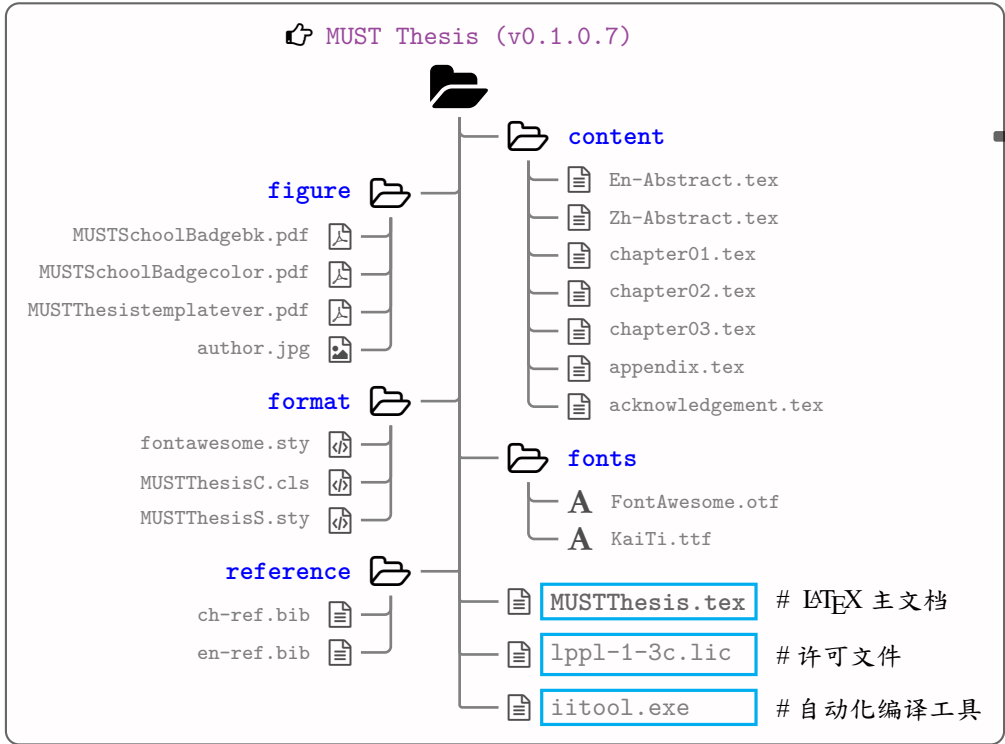 MUST Thesis (v0.1.0.7)
content
En-Abstract.tex
Zh-Abstract.tex
chapter01.tex
chapter02.tex
chapter03.tex
appendix.tex
acknowledgement.tex
figure
MUSTSchoolBadgebk.pdf
MUSTSchoolBadgecolor.pdf
MUSTThesistemplatever.pdf
author.jpg
format
fontawesome.sty
MUSTThesisC.cls
MUSTThesisS.sty
fonts
A FontAwesome.otf
A KaiTi.ttf
reference
ch-ref.bib
en-ref.bib
MUSTThesis.tex # LATEX 主文档
lppl-1-3c.lic # 许可文件
iitool.exe # 自动化编译工具